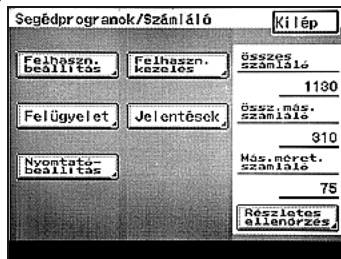 Segédprogramok/Számláló
Kilép
Felhaszn.
beállítás
Felhaszn.
kezelés
összes
számláló
1130
Felügyelet
Jelentések
össz.más.
számláló
310
Nyomtató-
beállítás
Más.méret.
számláló
75
Részletes
ellenőrzés